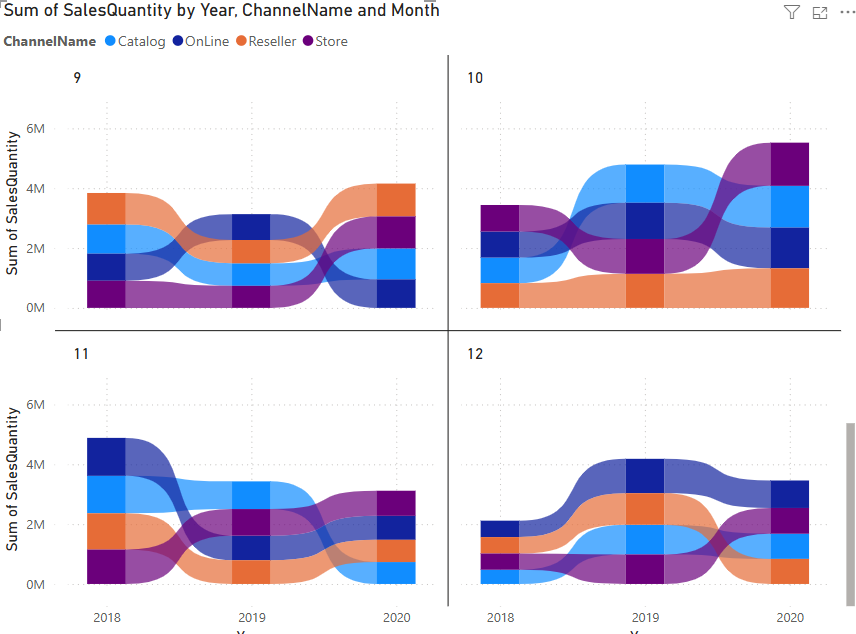 Sum of SalesQuantity by Year, ChannelName and Month
ChannelName Catalog OnLine Reseller Store
9
10
Sum of SalesQuantity
6M
4M
2M
0M
11
12
Sum of SalesQuantity
6M
4M
2M
0M
2018 2019 2020 2018 2019 2020